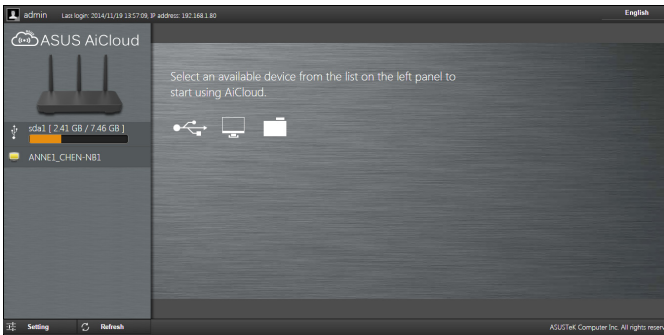 admin Last login: 2014/11/19 13:57:09, IP address: 192.168.1.80
English
ASUS AiCloud
Select an available device from the list on the left panel to
start using AiCloud.
sda1 [ 2.41 GB / 7.46 GB ]
ANNE1_CHEN-NB1
Setting Refresh
ASUSTeK Computer Inc. All rights reserv